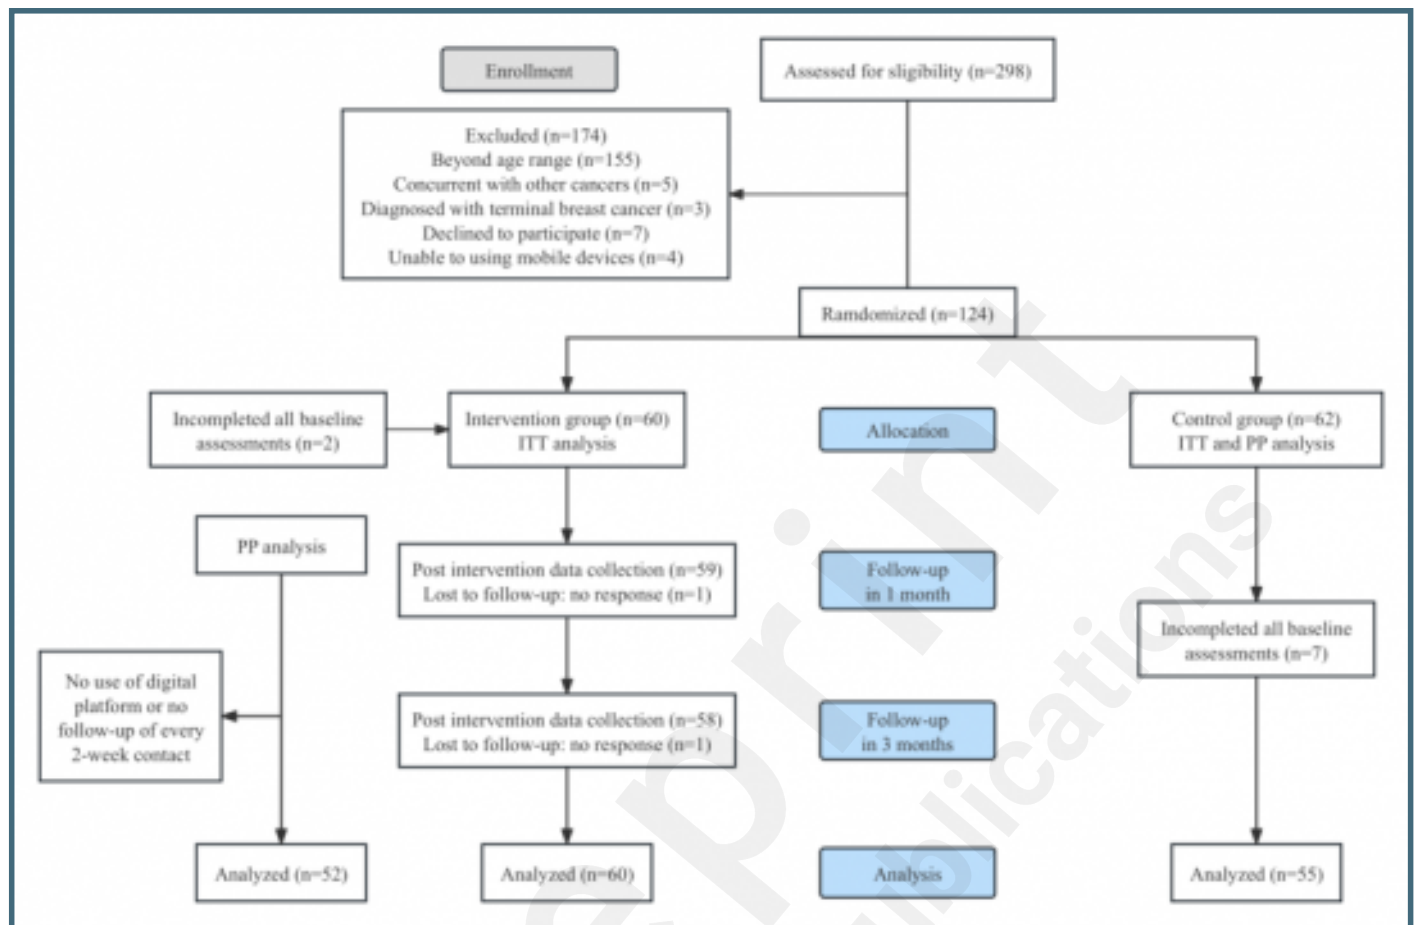 Enrollment
Assessed for sligibility (n=298)
Excluded (n=174)
Beyond age range (n=155)
Concurrent with other cancers (n=5)
Diagnosed with terminal breast cancer (n=3)
Declined to participate (n=7)
Unable to using mobile devices (n=4)
Ramdomized (n=124)
Incompleted all baseline
assessments (n=2)
Intervention group (n=60)
ITT analysis
Allocation
Control group (n=62)
ITT and PP analysis
PP analysis
Post intervention data collection (n=59)
Lost to follow-up: no response (n=1)
Follow-up
in 1 month
Incompleted all baseline
assessments (n=7)
No use of digital
platform or no
follow-up of every
2-week contact
Post intervention data collection (n=58)
Lost to follow-up: no response (n=1)
Follow-up
in 3 months
Analyzed (n=52)
Analyzed (n=60)
Analysis
Analyzed (n=55)
eprint
ublications